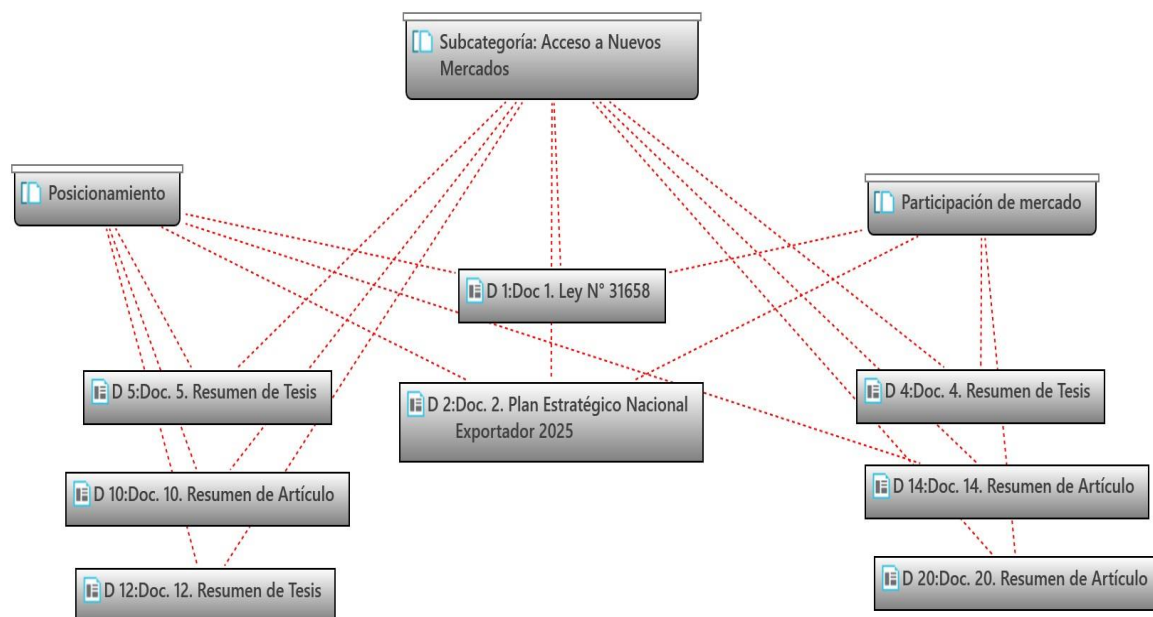 Subcategoría: Acceso a Nuevos
Mercados
Posicionamiento
Participación de mercado
D 1:Doc 1. Ley N° 31658
D 5:Doc. 5. Resumen de Tesis
D 2:Doc. 2. Plan Estratégico Nacional
Exportador 2025
D 4:Doc. 4. Resumen de Tesis
D 10:Doc. 10. Resumen de Artículo
D 14:Doc. 14. Resumen de Artículo
D 12:Doc. 12. Resumen de Tesis
D 20:Doc. 20. Resumen de Artículo